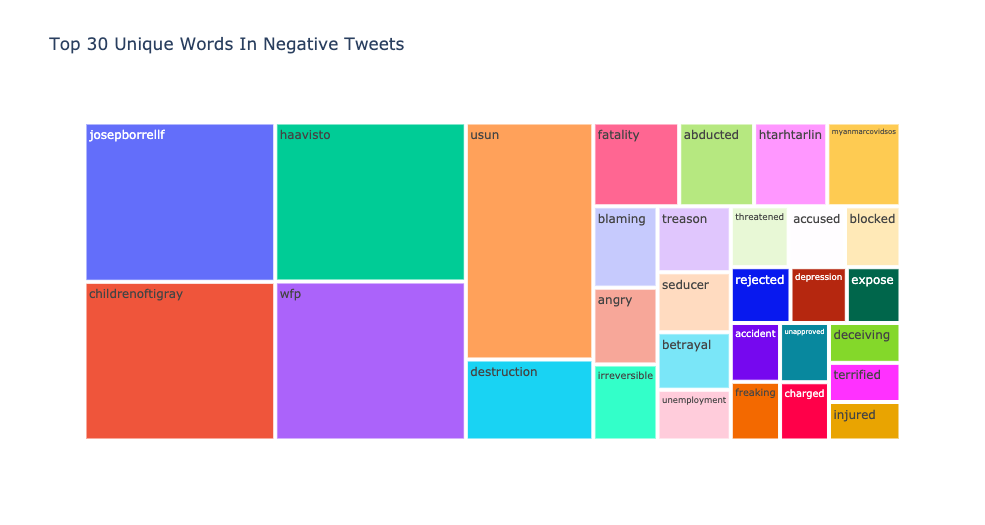 Top 30 Unique Words In Negative Tweets
josepborrellf
haavisto
usun
fatality
abducted
htarhtarlin
myanmarcovidsos
blaming
treason
threatened
accused
blocked
rejected
depression
expose
childrenoftigray
wfp
angry
seducer
accident
unapproved
deceiving
betrayal
destruction
irreversible
terrified
unemployment
freaking
charged
injured